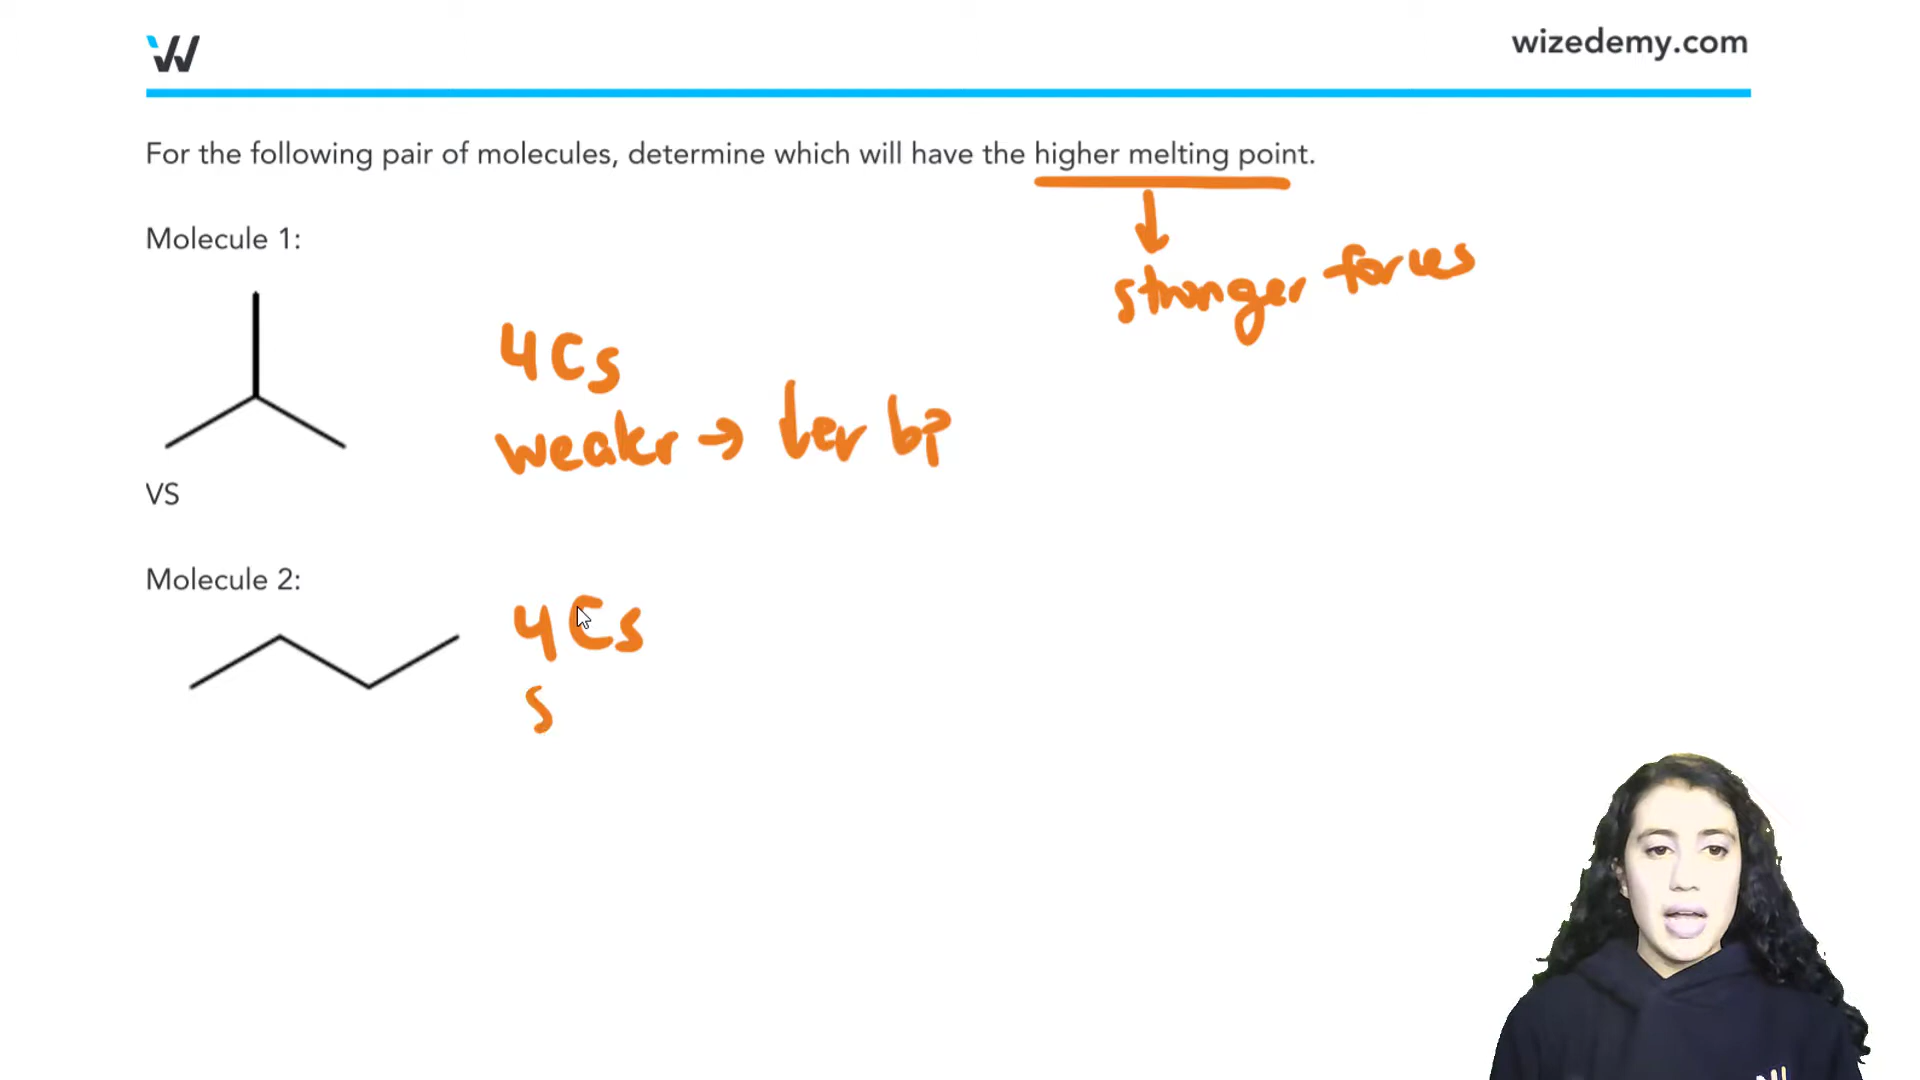 wizedemy.com
For the following pair of molecules, determine which will have the higher melting point.
Molecule 1:
stronger forces
4Cs
weaker → ↓er bp
VS
Molecule 2:
4Cs
S